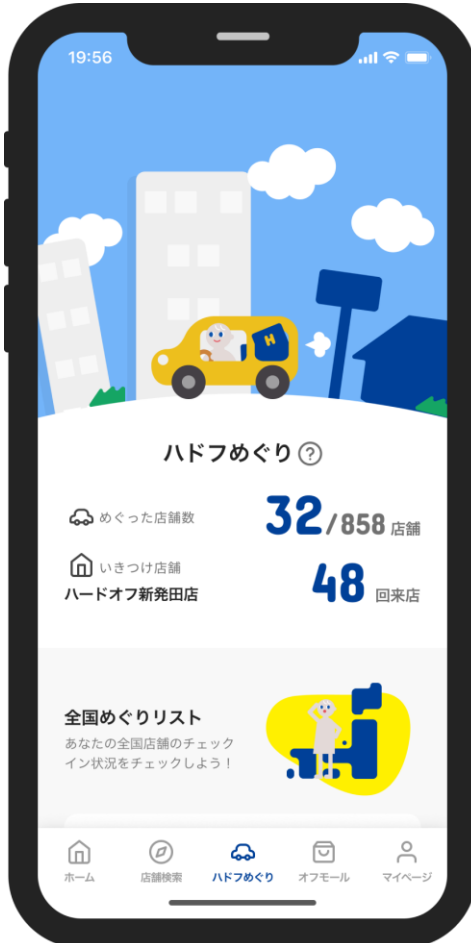 19:56
H
ハドフめぐり?
めぐった店舗数
32/858 店舗
いきつけ店舗
ハードオフ新発田店
48 回来店
全国めぐりリスト
あなたの全国店舗のチェック
イン状況をチェックしよう！
ホーム 店舗検索 ハドフめぐり オフモール マイページ